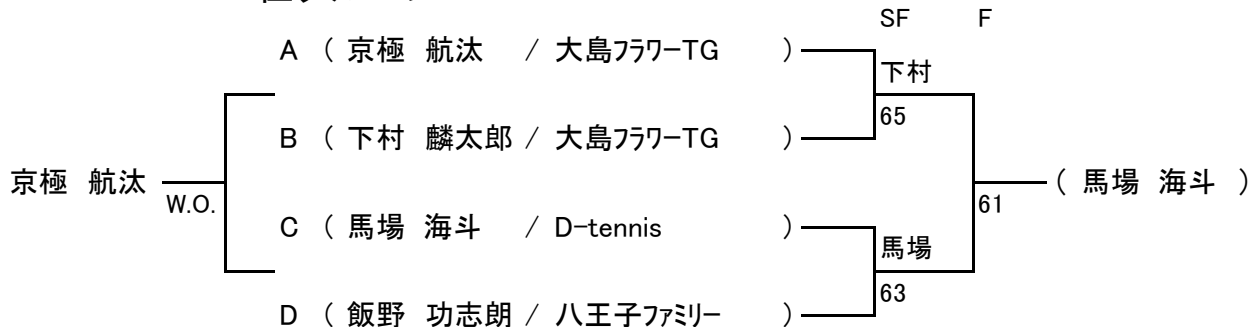 SF F
A ( 京極 航汰 / 大島ﾌﾗﾜｰTG )
下村
65
B ( 下村 麟太郎 / 大島ﾌﾗﾜｰTG )
京極 航汰
W.O.
( 馬場 海斗 )
61
C ( 馬場 海斗 / D-tennis )
馬場
63
D ( 飯野 功志朗 / 八王子ﾌｧﾐﾘｰ )